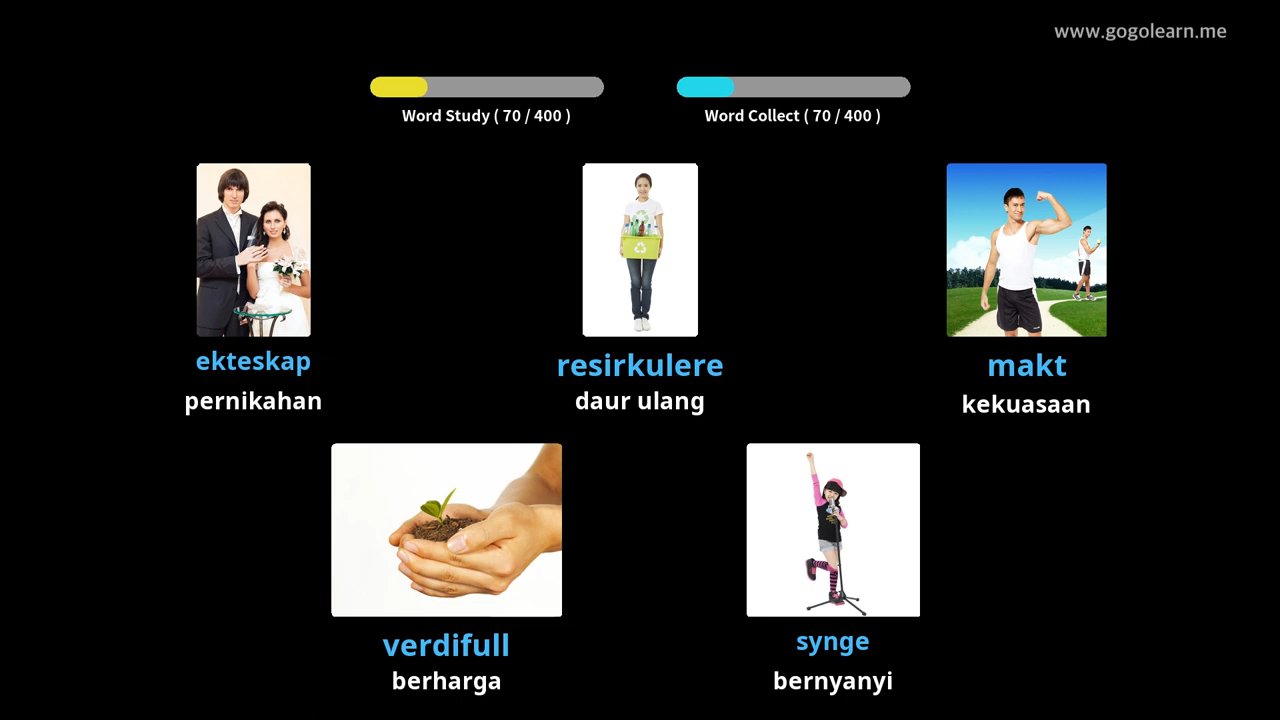 www.gogolearn.me
Word Study ( 70 / 400 )
Word Collect ( 70 / 400 )
ekteskap
pernikahan
resirkulere
daur ulang
makt
kekuasaan
verdifull
berharga
synge
bernyanyi